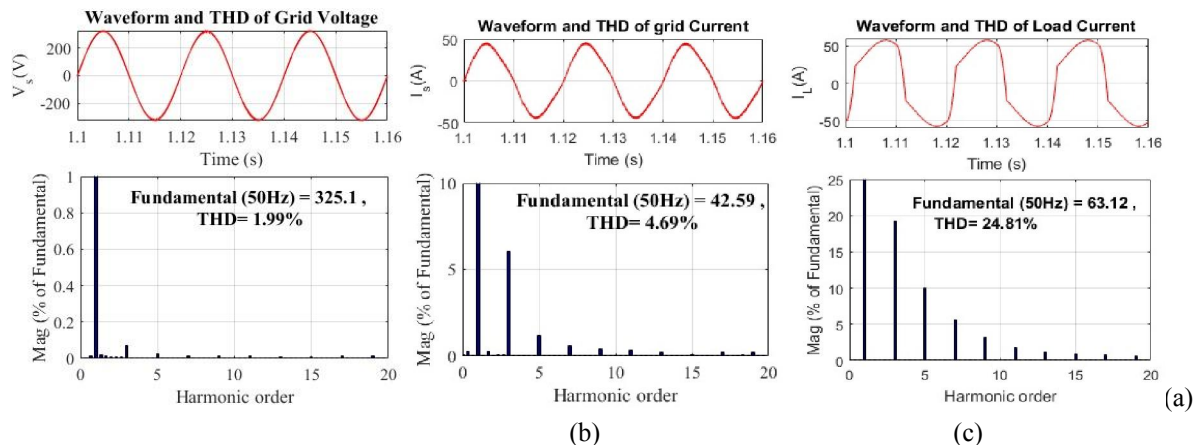 Waveform and THD of Grid Voltage
V_s(V)
200
0
-200
1.1 1.11 1.12 1.13 1.14 1.15 1.16
Time (s)
Mag (% of Fundamental)
1
0.8
0.6
0.4
0.2
0
Fundamental (50Hz) = 325.1 ,
THD= 1.99%
0 5 10 15 20
Harmonic order
Waveform and THD of grid Current
I_s(A)
50
0
-50
1.1 1.11 1.12 1.13 1.14 1.15 1.16
Time (s)
Mag (% of Fundamental)
10
5
0
Fundamental (50Hz) = 42.59 ,
THD= 4.69%
0 5 10 15 20
Harmonic order
(b)
Waveform and THD of Load Current
I_L(A)
50
0
-50
1.1 1.11 1.12 1.13 1.14 1.15 1.16
Time (s)
Mag (% of Fundamental)
25
20
15
10
5
0
Fundamental (50Hz) = 63.12 ,
THD= 24.81%
0 5 10 15 20
Harmonic order
(c)
(a)